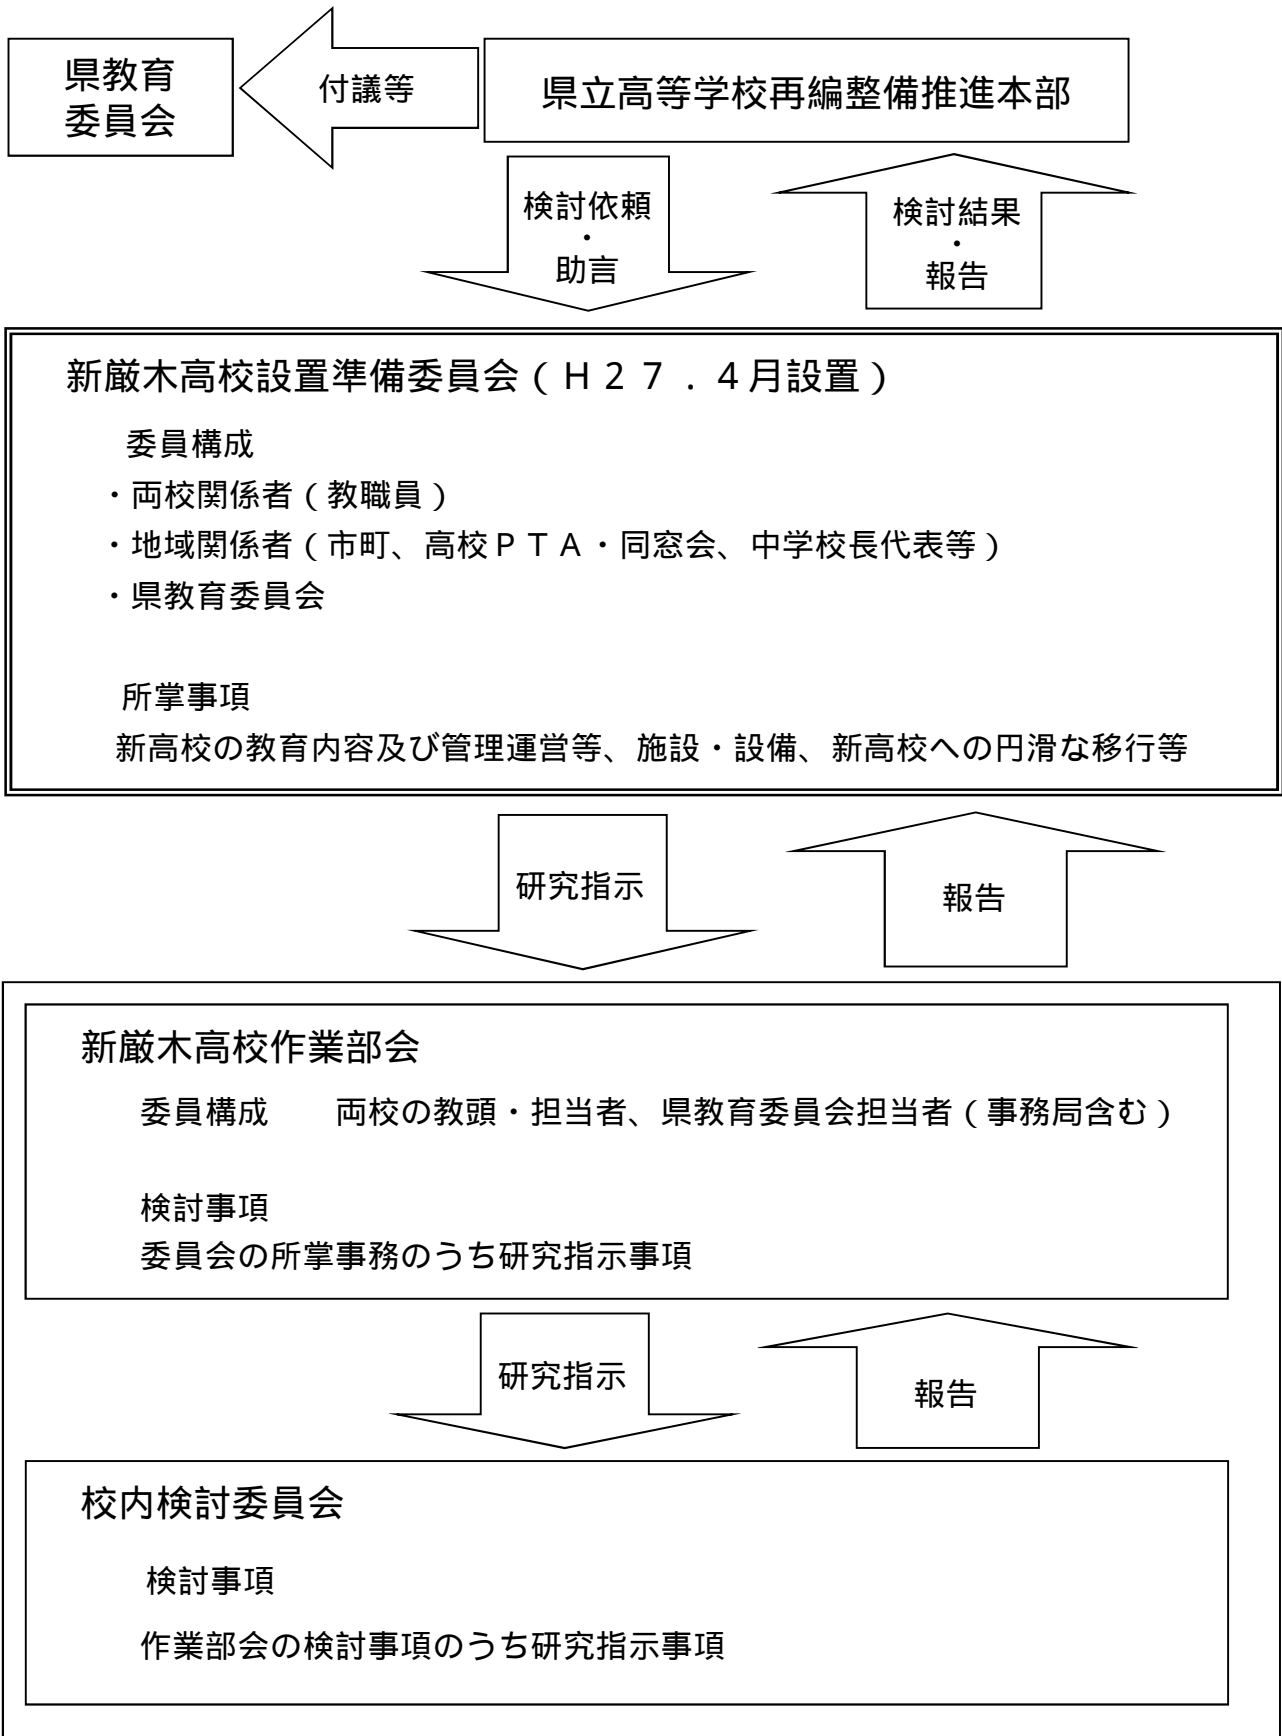 県教育
委員会
付議等
県立高等学校再編整備推進本部
検討依頼
・
助言
検討結果
・
報告
新厳木高校設置準備委員会（Ｈ２７．４月設置）
委員構成
・両校関係者（教職員）
・地域関係者（市町、高校ＰＴＡ・同窓会、中学校長代表等）
・県教育委員会
所掌事項
新高校の教育内容及び管理運営等、施設・設備、新高校への円滑な移行等
研究指示
報告
新厳木高校作業部会
委員構成　　両校の教頭・担当者、県教育委員会担当者（事務局含む）
検討事項
委員会の所掌事務のうち研究指示事項
研究指示
報告
校内検討委員会
検討事項
作業部会の検討事項のうち研究指示事項